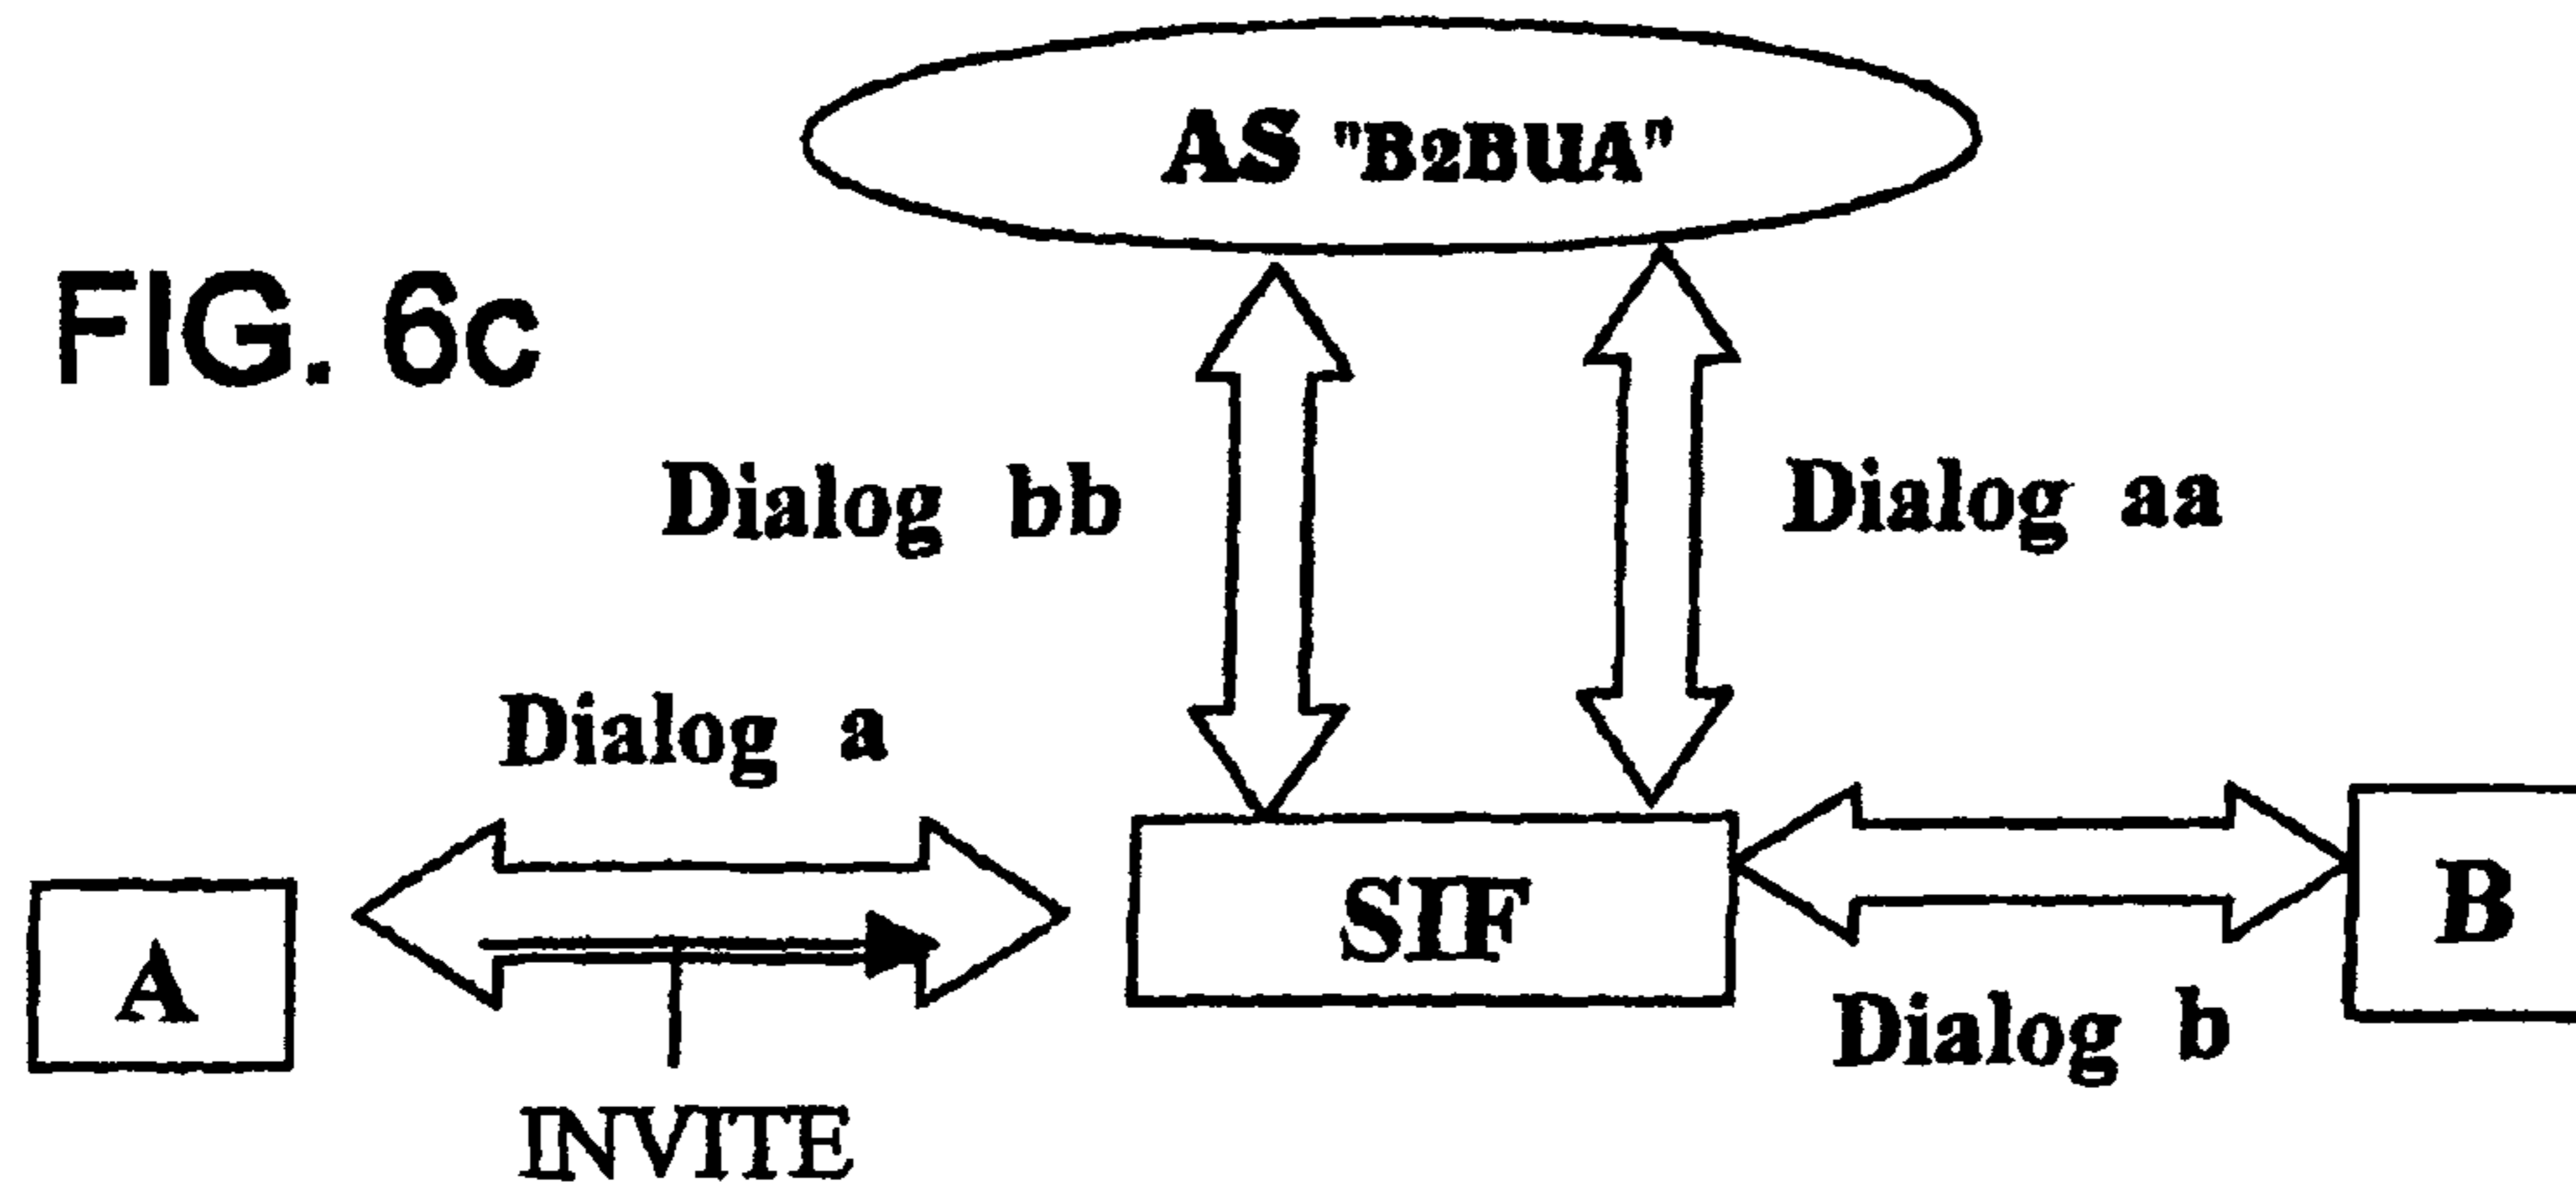 AS "B2BUA"
FIG. 6c
Dialog bb
Dialog aa
Dialog a
A
SIF
B
Dialog b
INVITE